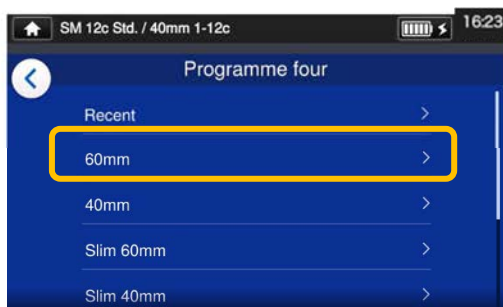 SM 12c Std. / 40mm 1-12c
16:23
Programme four
Recent
60mm
40mm
Slim 60mm
Slim 40mm